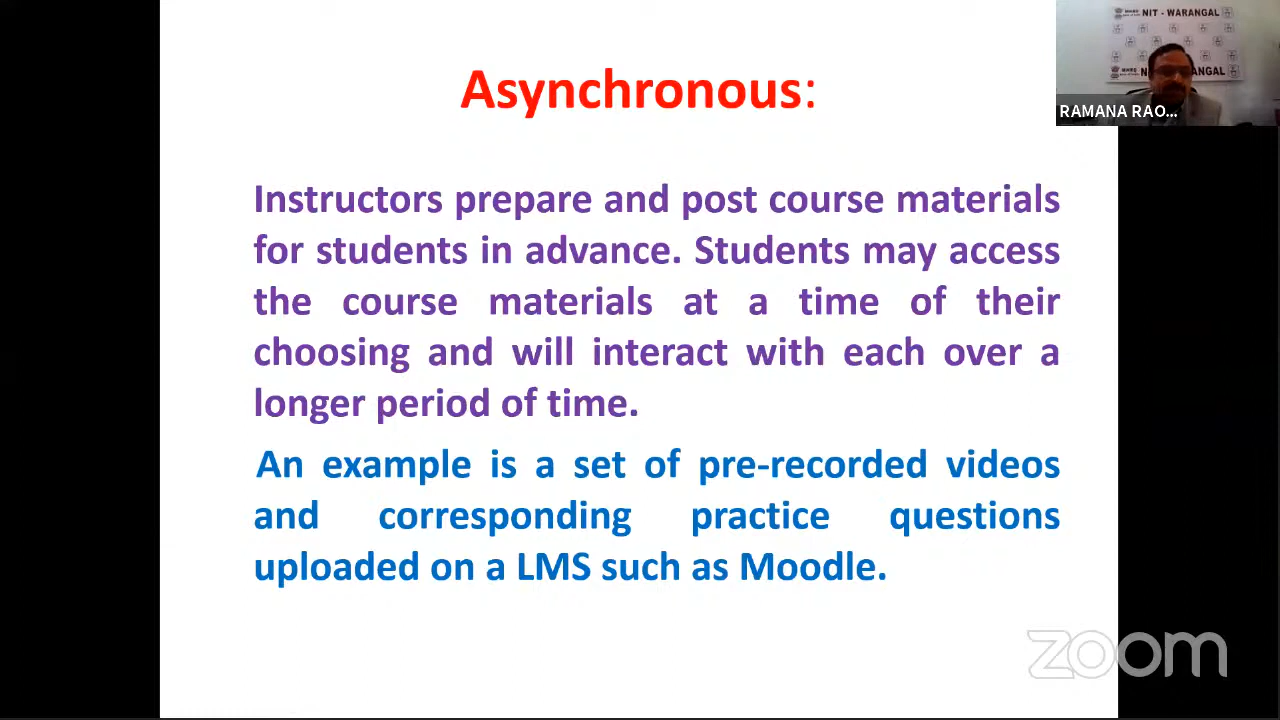 NIT - WARANGAL
Asynchronous:
RAMANA RAO...
Instructors prepare and post course materials
for students in advance. Students may access
the course materials at a time of their
choosing and will interact with each over a
longer period of time.
An example is a set of pre-recorded videos
and corresponding practice questions
uploaded on a LMS such as Moodle.
zoom